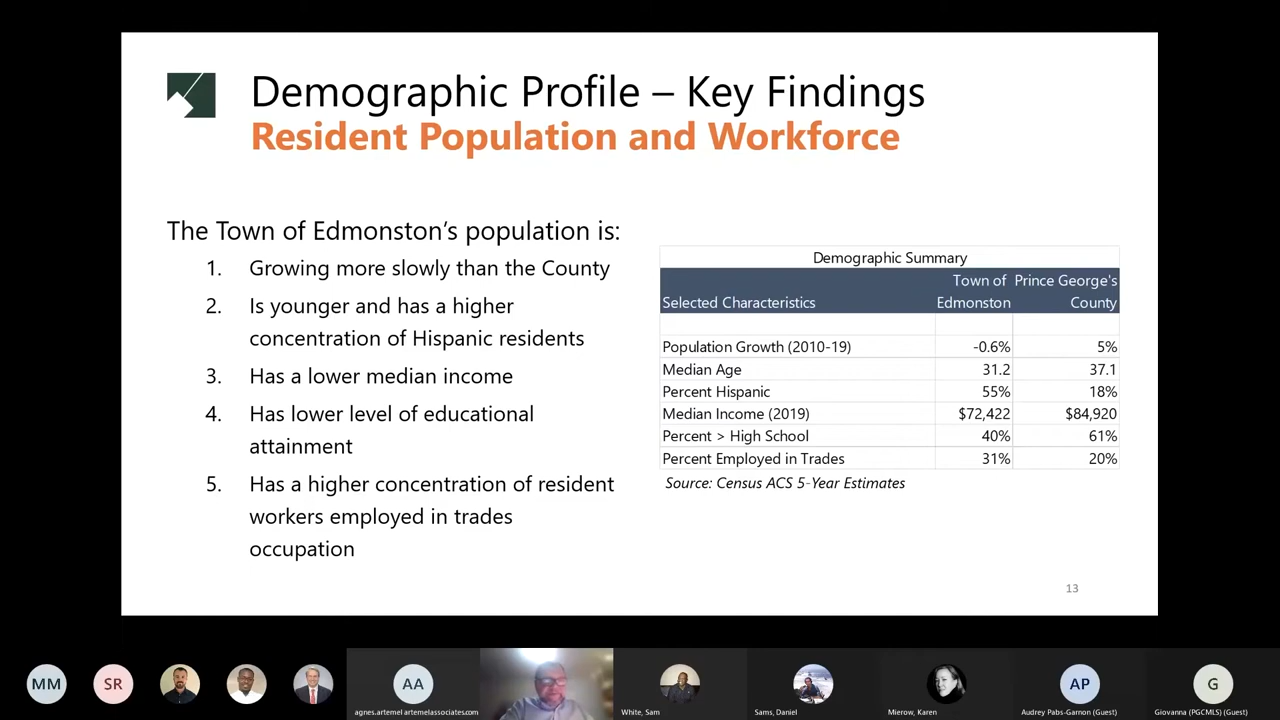 Demographic Profile – Key Findings
Resident Population and Workforce
The Town of Edmonston’s population is:
1. Growing more slowly than the County
2. Is younger and has a higher
concentration of Hispanic residents
3. Has a lower median income
4. Has lower level of educational
attainment
5. Has a higher concentration of resident
workers employed in trades
occupation
Demographic Summary
Selected Characteristics Town of Edmonston Prince George's County
Population Growth (2010-19) -0.6% 5%
Median Age 31.2 37.1
Percent Hispanic 55% 18%
Median Income (2019) $72,422 $84,920
Percent > High School 40% 61%
Percent Employed in Trades 31% 20%
Source: Census ACS 5-Year Estimates
13
MM SR AA AP G
agnes.artemel artemelassociates.com White, Sam Sams, Daniel Mierow, Karen Audrey Pabs-Garnon (Guest) Giovanna (PGCMLS) (Guest)